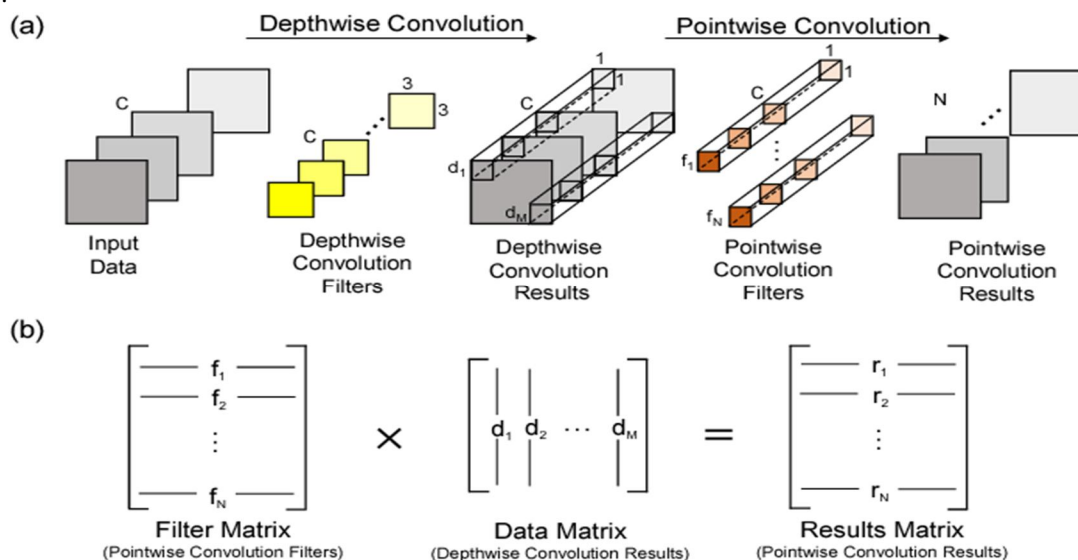 (a)
Depthwise Convolution
Pointwise Convolution
C
C
3
3
1
1
C
d1
dM
1
1
C
f1
⋮
fN
N
Input
Data
Depthwise
Convolution
Filters
Depthwise
Convolution
Results
Pointwise
Convolution
Filters
Pointwise
Convolution
Results
(b)
f1
f2
⋮
fN
×
d1 d2 ⋯ dM
=
r1
r2
⋮
rN
Filter Matrix
(Pointwise Convolution Filters)
Data Matrix
(Depthwise Convolution Results)
Results Matrix
(Pointwise Convolution Results)